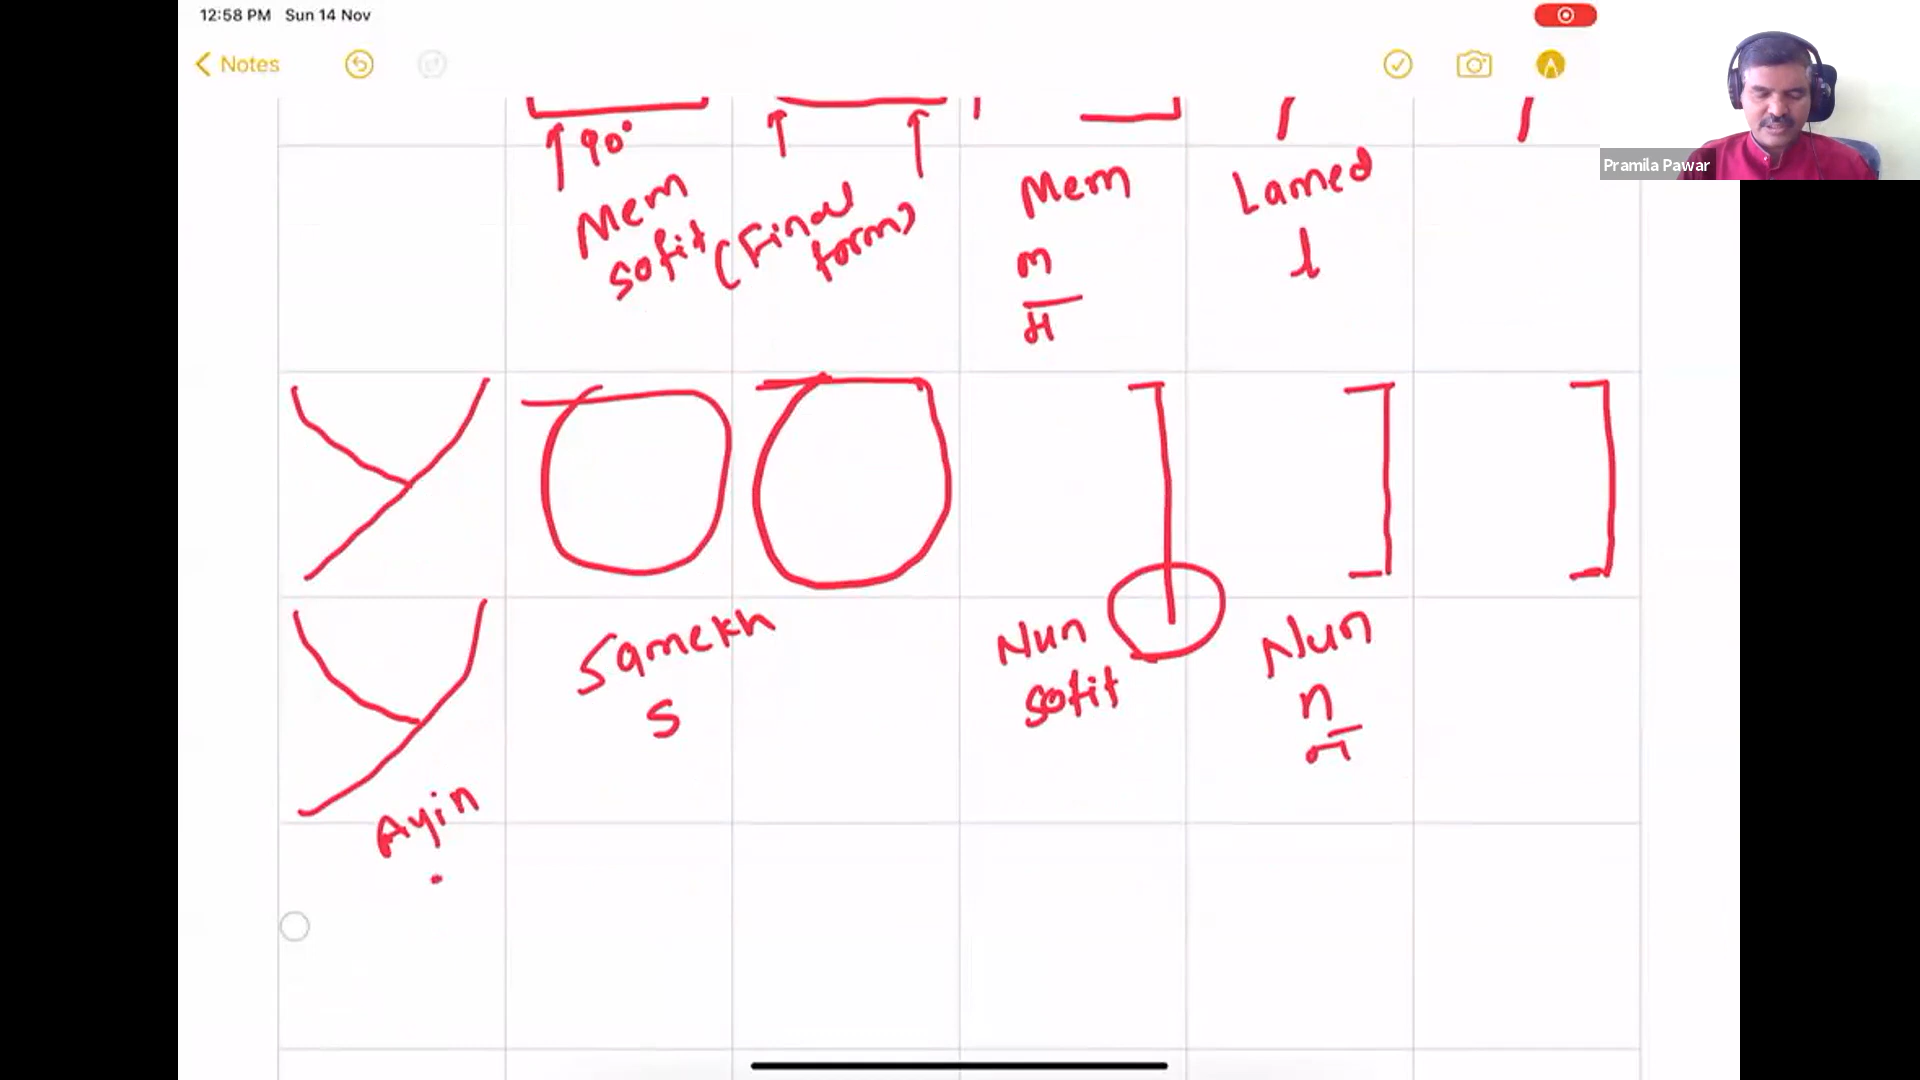 12:58 PM Sun 14 Nov
Notes
Pramila Pawar
90°
Mem
sofit (Final
form)
Mem
m
म
Lamed
l
ע ס ס ן נ נ
ע
Samekh
s
Nun
sofit
Nun
n
न
Ayin